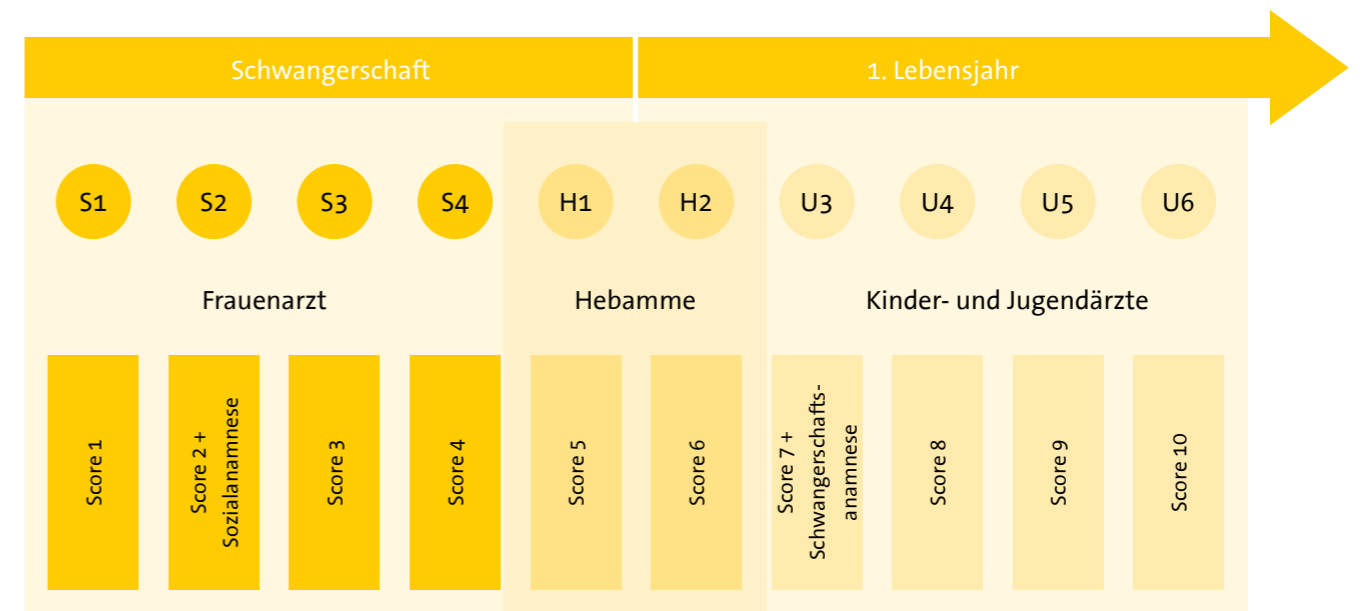 Schwangerschaft
1. Lebensjahr
S1
S2
S3
S4
H1
H2
U3
U4
U5
U6
Frauenarzt
Hebamme
Kinder- und Jugendärzte
Score 1
Score 2 +
Sozialanamnese
Score 3
Score 4
Score 5
Score 6
Score 7 +
Schwangerschafts-
anamnese
Score 8
Score 9
Score 10